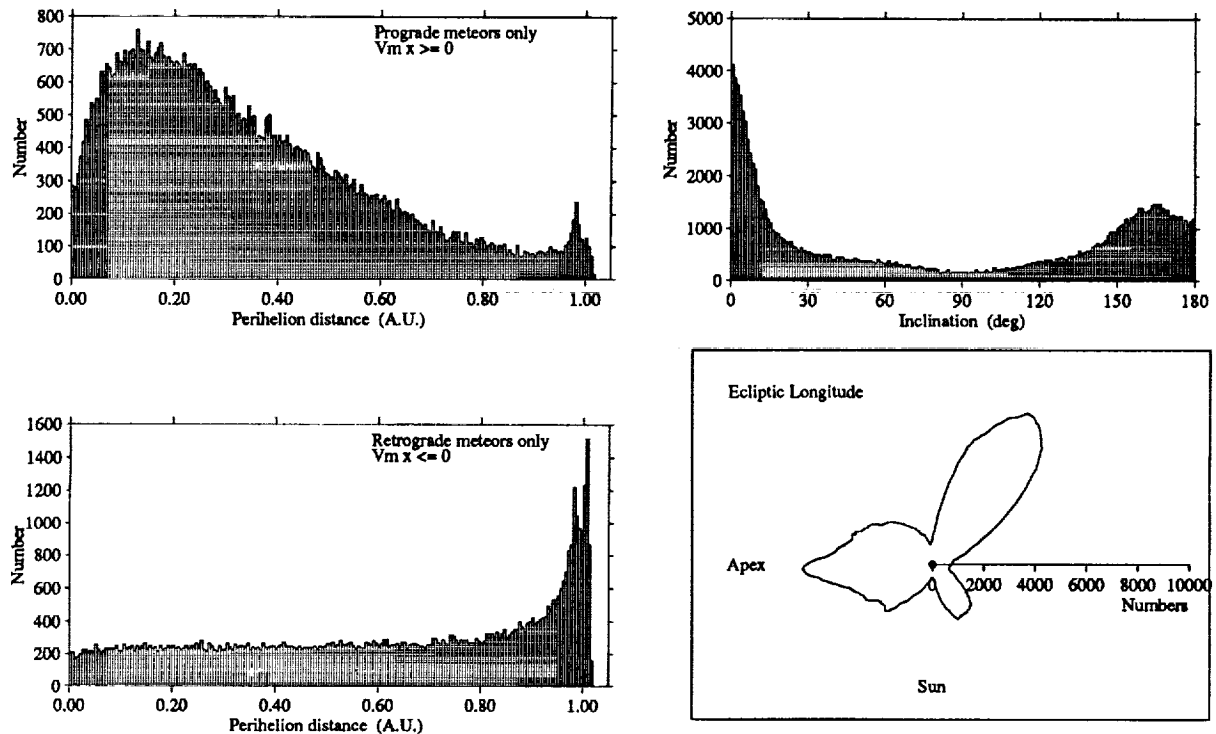 800
700
600
500
400
300
200
100
0
Number
Prograde meteors only
Vm x >= 0
0.00 0.20 0.40 0.60 0.80 1.00
Perihelion distance (A.U.)
5000
4000
3000
2000
1000
0
Number
0 30 60 90 120 150 180
Inclination (deg)
1600
1400
1200
1000
800
600
400
200
0
Number
Retrograde meteors only
Vm x <= 0
0.00 0.20 0.40 0.60 0.80 1.00
Perihelion distance (A.U.)
Ecliptic Longitude
Apex
0 2000 4000 6000 8000 10000
Numbers
Sun